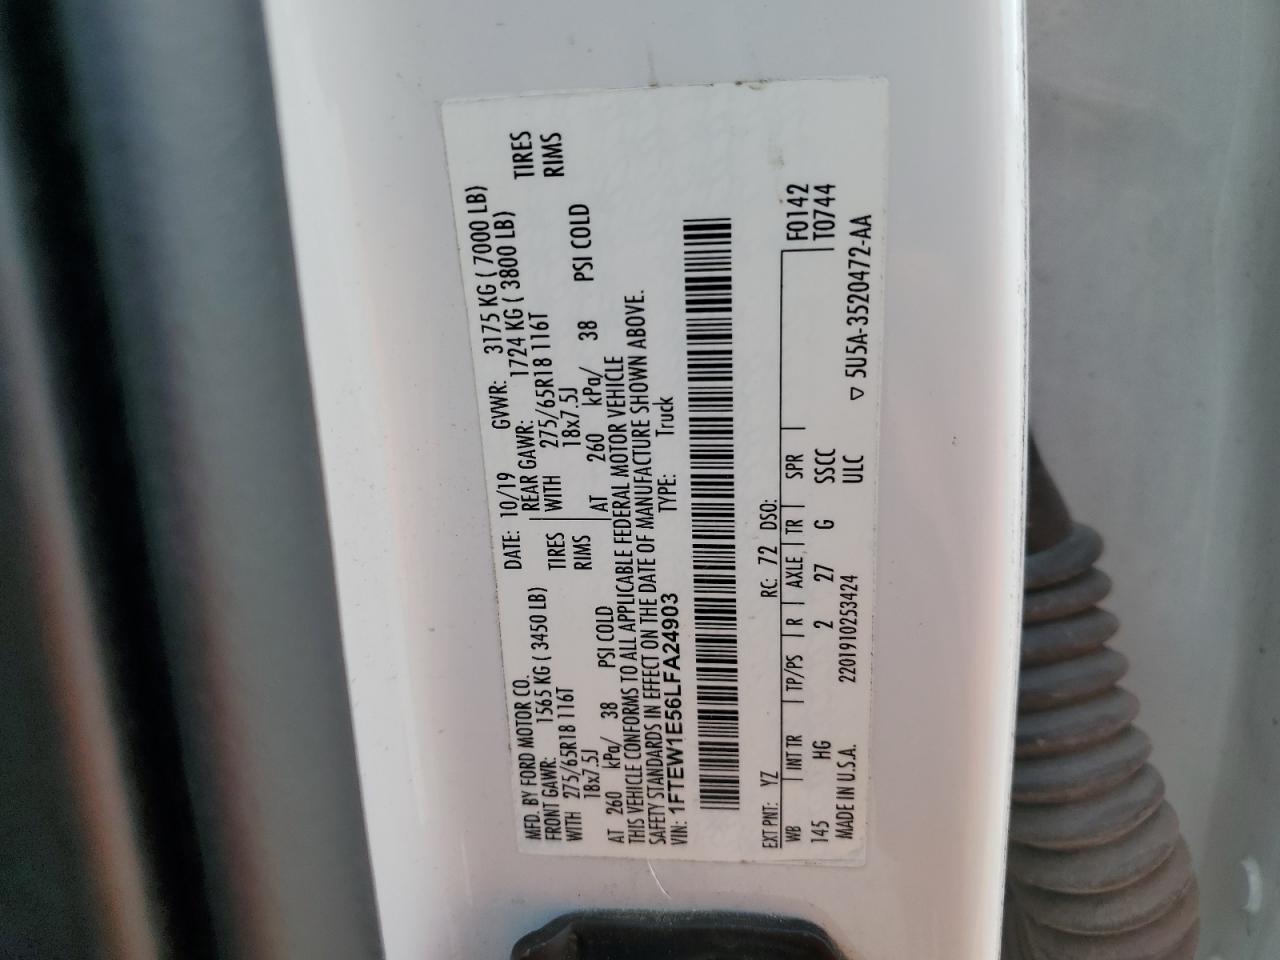 MFD. BY FORD MOTOR CO.
DATE: 10/19 GVWR: 3175 KG ( 7000 LB)
FRONT GAWR: 1565 KG ( 3450 LB)
REAR GAWR: 1724 KG ( 3800 LB)
WITH 275/65R18 116T TIRES
WITH 275/65R18 116T TIRES
18x7.5J RIMS
18x7.5J RIMS
AT 260 kPa/ 38 PSI COLD
AT 260 kPa/ 38 PSI COLD
THIS VEHICLE CONFORMS TO ALL APPLICABLE FEDERAL MOTOR VEHICLE
SAFETY STANDARDS IN EFFECT ON THE DATE OF MANUFACTURE SHOWN ABOVE.
VIN: 1FTEW1E56LFA24903 TYPE: Truck
EXT PNT: YZ RC: 72 DSO: F0142
WB INT TR TP/PS R AXLE TR SPR T0744
145 HG 2 27 G SSCC
MADE IN U.S.A. 2201910253424 ULC ▽ 5U5A-3520472-AA